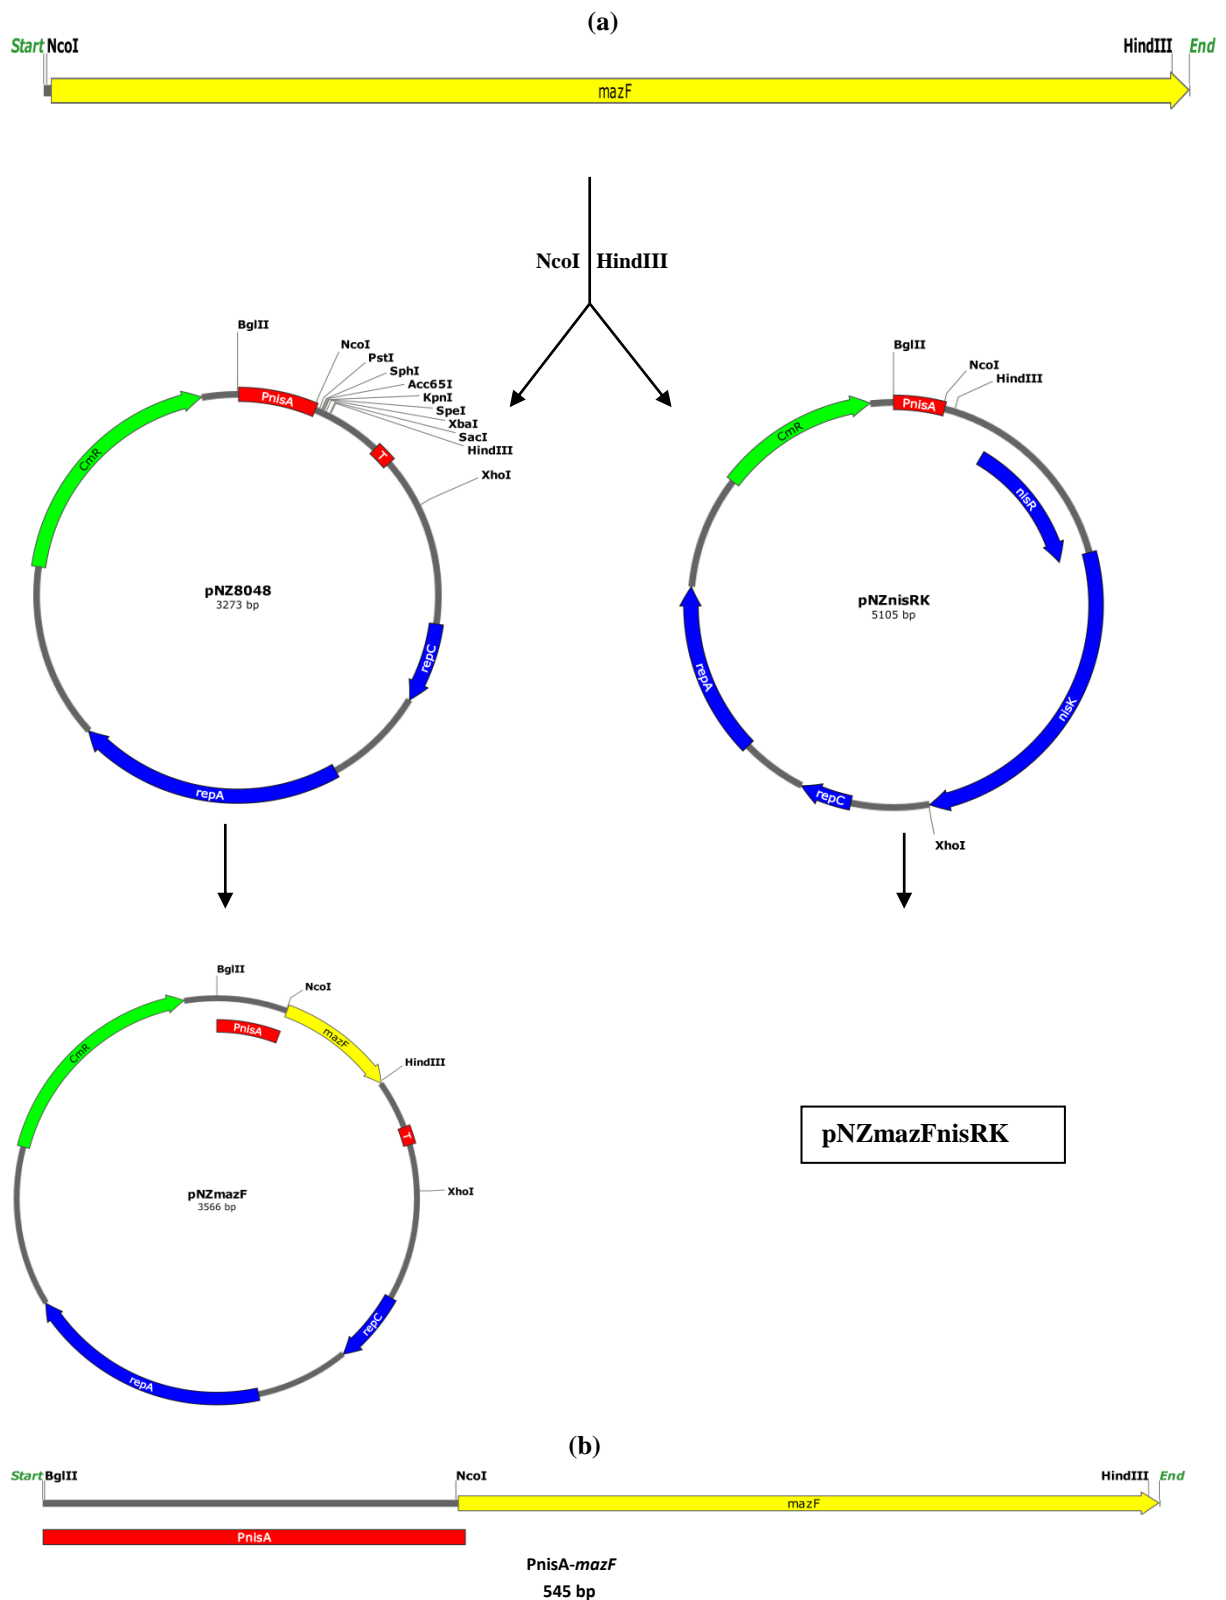 (a)
Start NcoI
HindIII End
mazF
NcoI HindIII
BglII
NcoI
PstI
SphI
Acc65I
KpnI
SpeI
XbaI
SacI
HindIII
XhoI
PnisA
T
CmR
pNZ8048
3273 bp
repC
repA
BglII
NcoI
HindIII
PnisA
CmR
nisR
pNZnisRK
5105 bp
nisK
repA
repC
XhoI
BglII
NcoI
PnisA
mazF
HindIII
CmR
T
XhoI
pNZmazF
3566 bp
repC
repA
pNZmazFnisRK
(b)
Start BglII
NcoI
HindIII End
mazF
PnisA
PnisA-mazF
545 bp